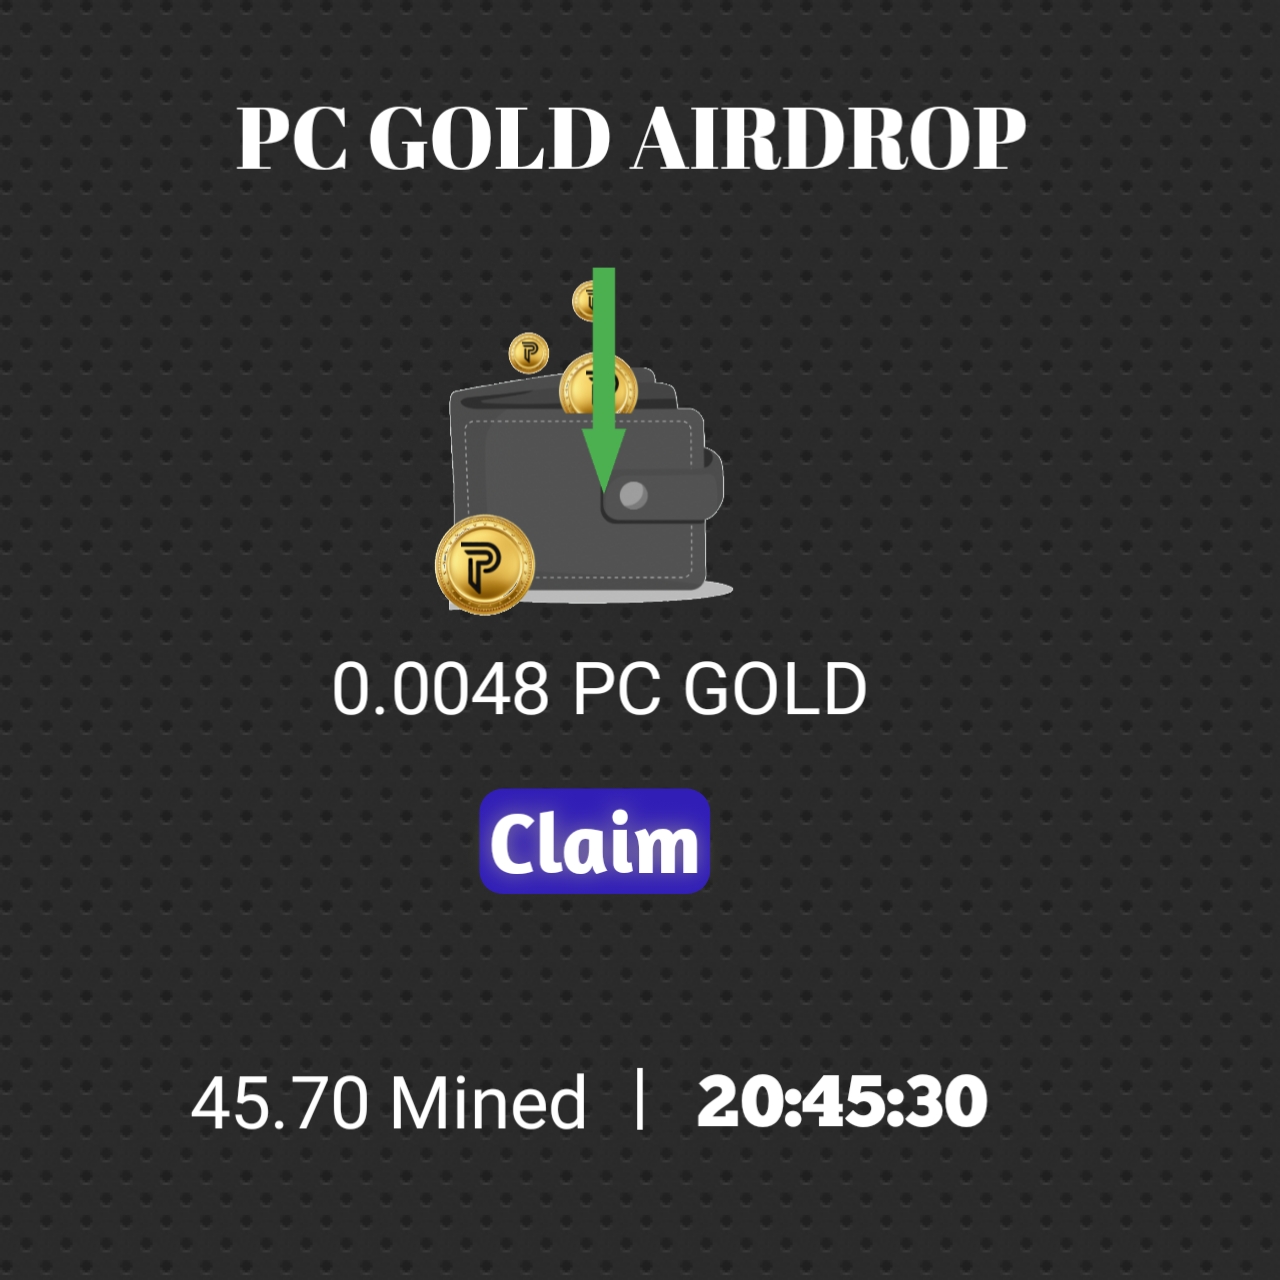 PC GOLD AIRDROP
P
P
0.0048 PC GOLD
Claim
45.70 Mined | 20:45:30